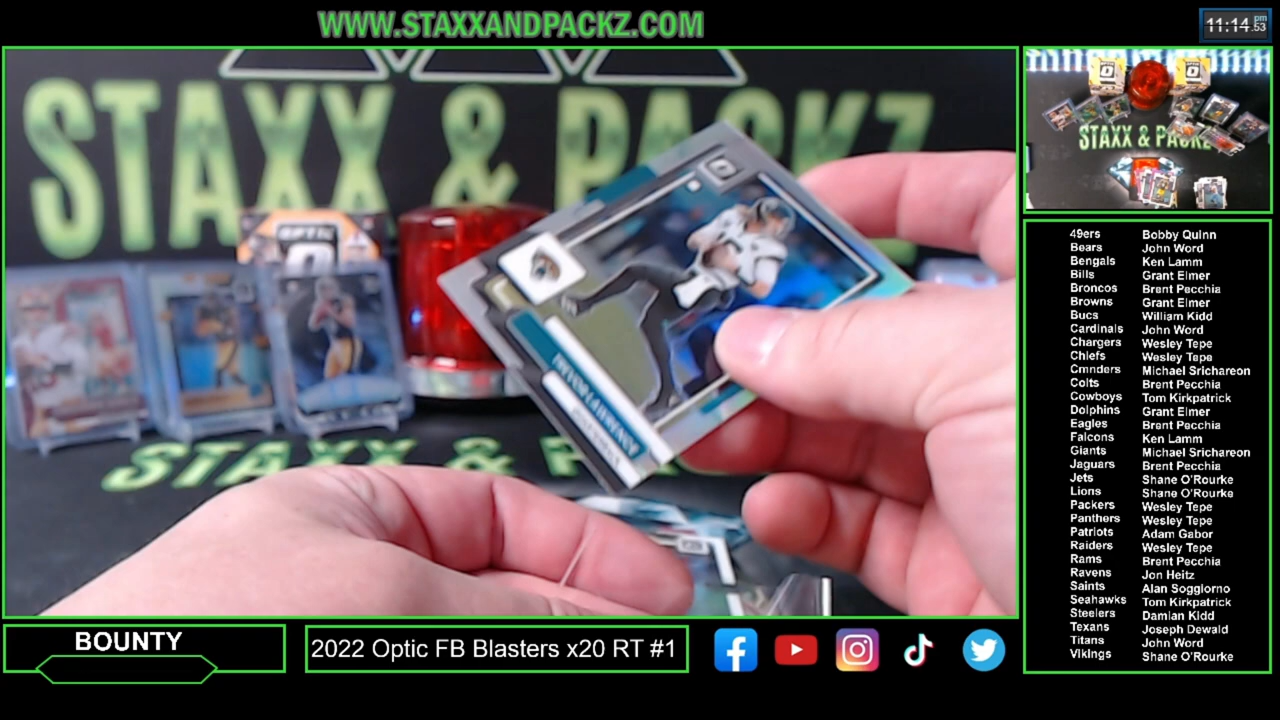 WWW.STAXXANDPACKZ.COM
11:14 pm .53
STAXX & PACKZ
OPTIC
TREVOR LAWRENCE
STAXX & P
STAXX & PACKZ
49ers Bobby Quinn
Bears John Word
Bengals Ken Lamm
Bills Grant Elmer
Broncos Brent Pecchia
Browns Grant Elmer
Bucs William Kidd
Cardinals John Word
Chargers Wesley Tepe
Chiefs Wesley Tepe
Cmnders Michael Srichareon
Colts Brent Pecchia
Cowboys Tom Kirkpatrick
Dolphins Grant Elmer
Eagles Brent Pecchia
Falcons Ken Lamm
Giants Michael Srichareon
Jaguars Brent Pecchia
Jets Shane O'Rourke
Lions Shane O'Rourke
Packers Wesley Tepe
Panthers Wesley Tepe
Patriots Adam Gabor
Raiders Wesley Tepe
Rams Brent Pecchia
Ravens Jon Heitz
Saints Alan Soggiorno
Seahawks Tom Kirkpatrick
Steelers Damian Kidd
Texans Joseph Dewald
Titans John Word
Vikings Shane O'Rourke
BOUNTY
2022 Optic FB Blasters x20 RT #1